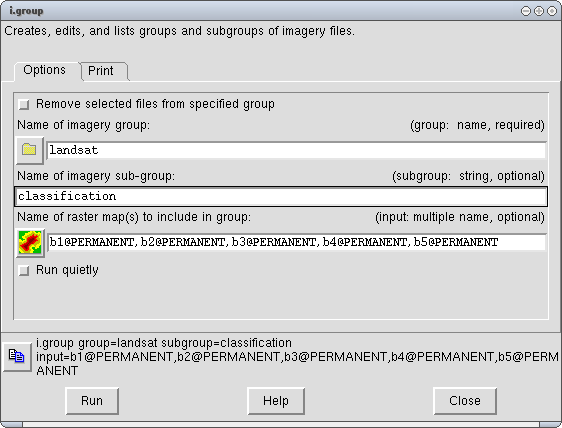 i.group
Creates, edits, and lists groups and subgroups of imagery files.
Options Print
Remove selected files from specified group
Name of imagery group: (group: name, required)
landsat
Name of imagery sub-group: (subgroup: string, optional)
classification
Name of raster map(s) to include in group: (input: multiple name, optional)
b1@PERMANENT,b2@PERMANENT,b3@PERMANENT,b4@PERMANENT,b5@PERMANENT
Run quietly
i.group group=landsat subgroup=classification
input=b1@PERMANENT,b2@PERMANENT,b3@PERMANENT,b4@PERMANENT,b5@PERM
ANENT
Run Help Close